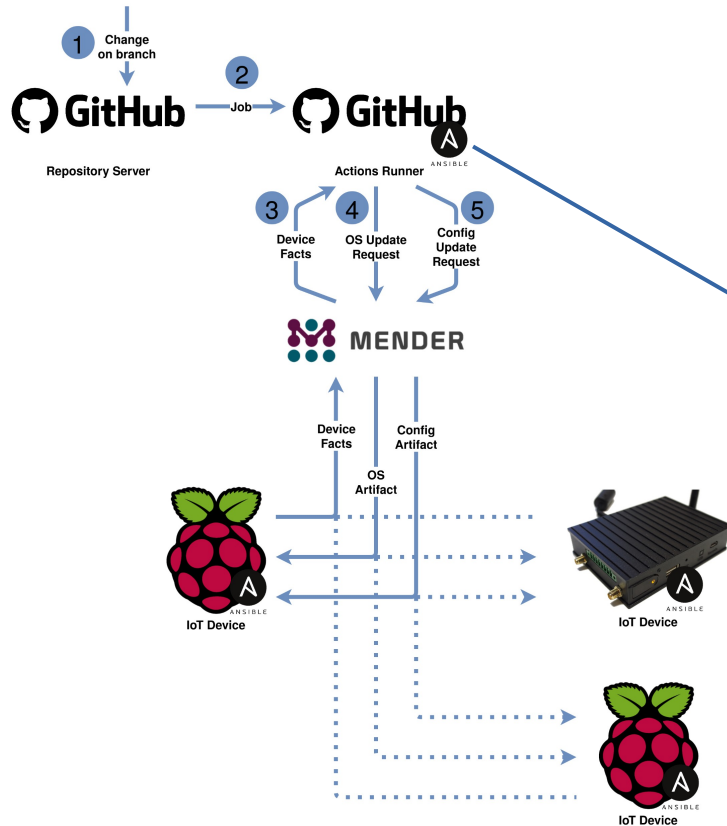 1
Change
on branch
2
GitHub
Job
GitHub
ANSIBLE
Repository Server
Actions Runner
3
4
5
Device
Facts
OS Update
Request
Config
Update
Request
MENDER
Device
Facts
Config
Artifact
OS
Artifact
ANSIBLE
IoT Device
ANSIBLE
IoT Device
ANSIBLE
IoT Device